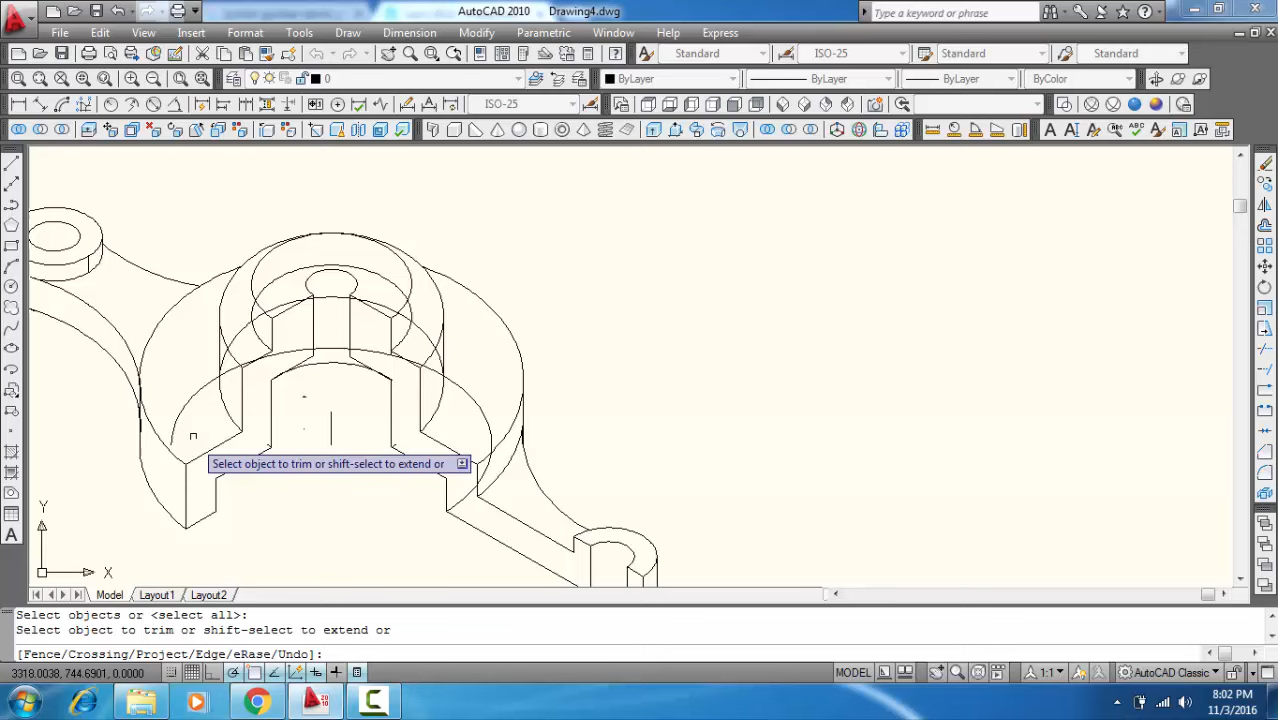 AutoCAD 2010 Drawing4.dwg
Type a keyword or phrase
File Edit View Insert Format Tools Draw Dimension Modify Parametric Window Help Express
Standard ISO-25 Standard Standard
0 ByLayer ByLayer ByLayer ByColor
ISO-25
Select object to trim or shift-select to extend or
Y
X
Model Layout1 Layout2
Select objects or <select all>:
Select object to trim or shift-select to extend or
[Fence/Crossing/Project/Edge/eRase/Undo]:
3318.0038, 744.6901, 0.0000 MODEL 1:1 AutoCAD Classic
8:02 PM
11/3/2016